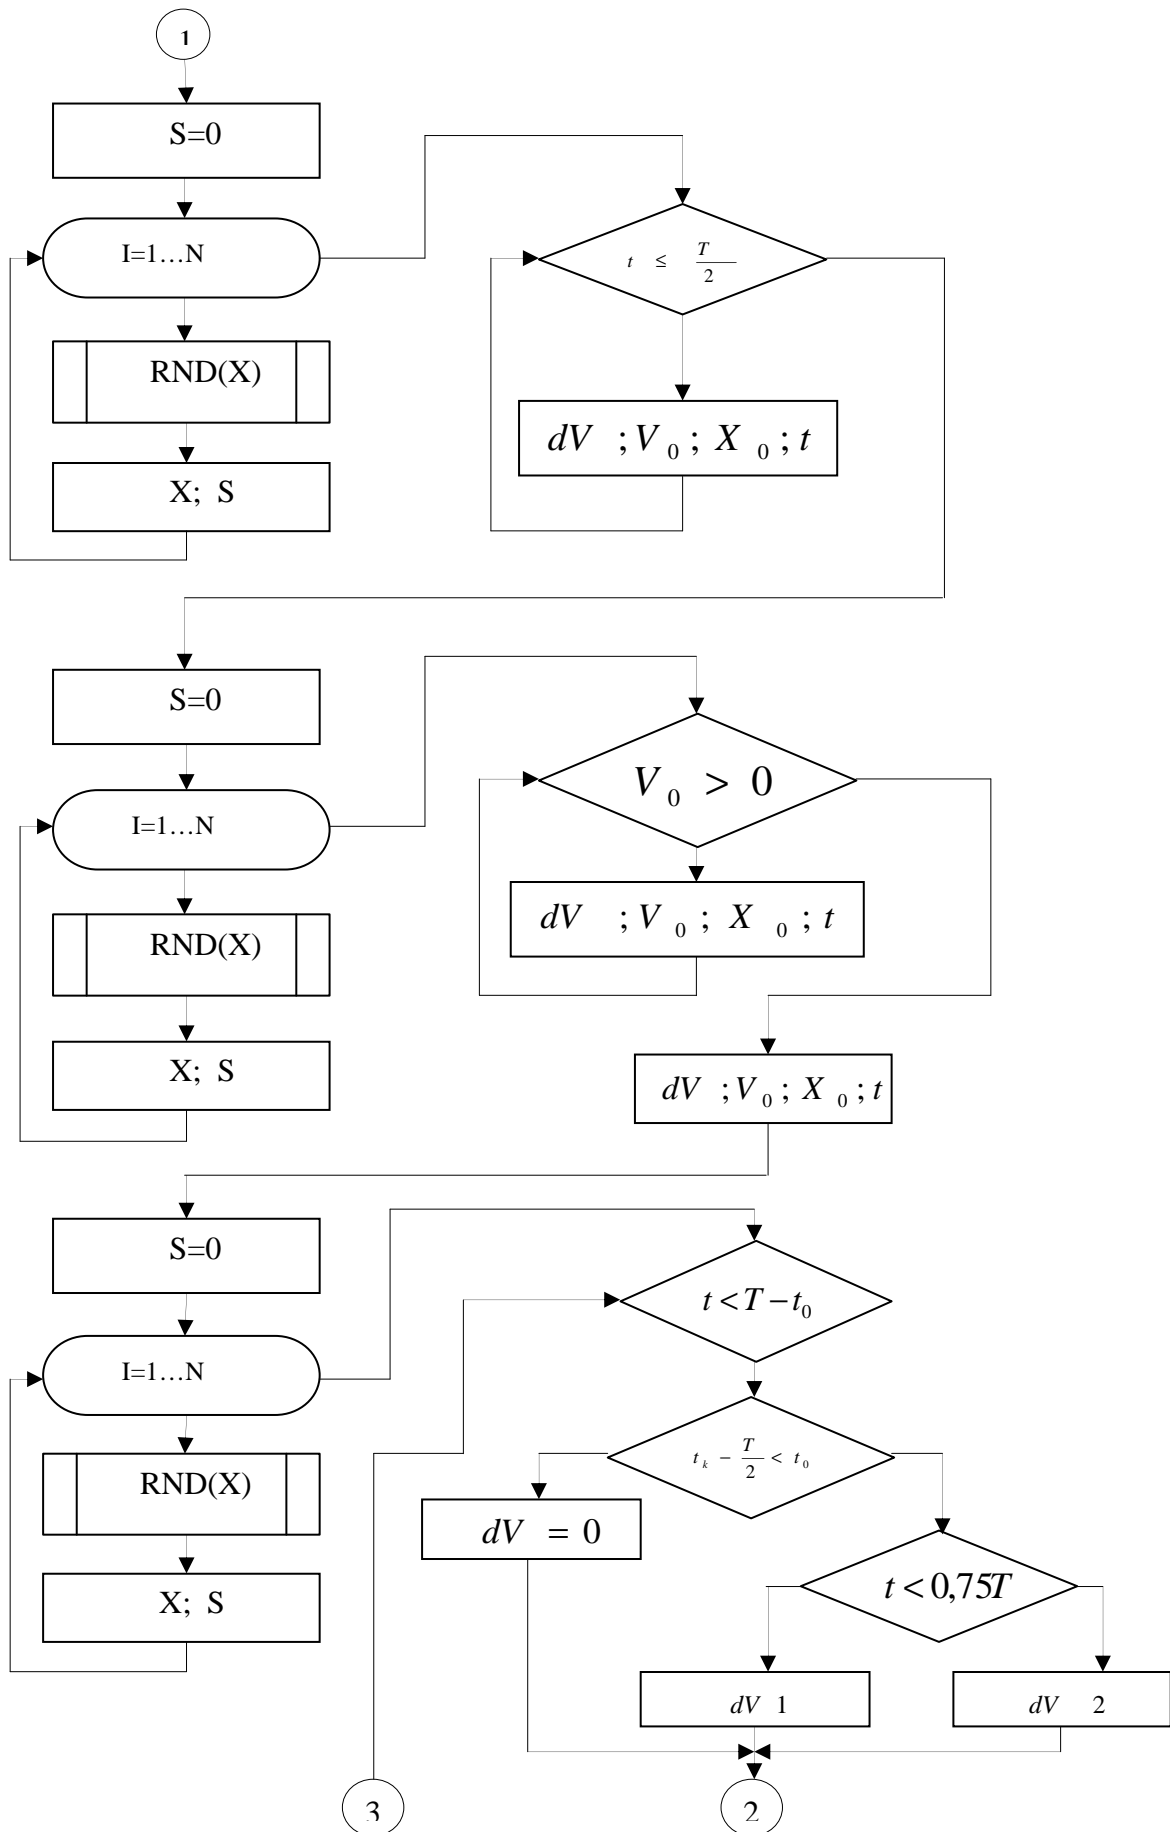 1
S=0
I=1…N
t ≤ T/2
RND(X)
dV ; V₀ ; X₀ ; t
X; S
S=0
V₀ > 0
I=1…N
dV ; V₀ ; X₀ ; t
RND(X)
X; S
dV ; V₀ ; X₀ ; t
S=0
t < T − t₀
I=1…N
tₖ − T/2 < t₀
RND(X)
dV = 0
t < 0,75T
X; S
dV 1
dV 2
3
2